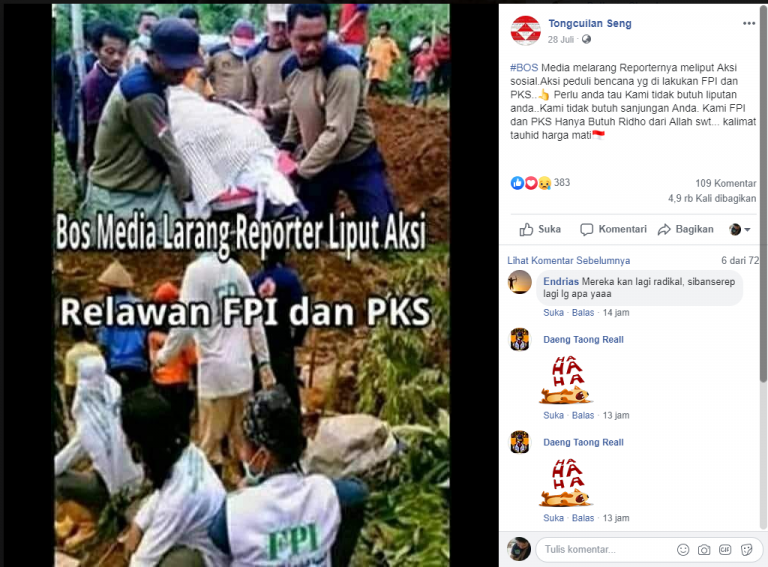 Bos Media Larang Reporter Liput Aksi
Relawan FPI dan PKS
FPI
Tongcuilan Seng
28 Juli
#BOS Media melarang Reporternya meliput Aksi
sosial.Aksi peduli bencana yg di lakukan FPI dan
PKS..👆 Perlu anda tau Kami tidak butuh liputan
anda..Kami tidak butuh sanjungan Anda. Kami FPI
dan PKS Hanya Butuh Ridho dari Allah swt... kalimat
tauhid harga mati🇮🇩
383
109 Komentar
4,9 rb Kali dibagikan
Suka Komentari Bagikan
Lihat Komentar Sebelumnya 6 dari 72
Endrias Mereka kan lagi radikal, sibanserep
lagi lg apa yaaa
Suka · Balas · 14 jam
Daeng Taong Reall
HA
HA
HA
Suka · Balas · 13 jam
Daeng Taong Reall
HA
HA
HA
Suka · Balas · 13 jam
Tulis komentar...
GIF